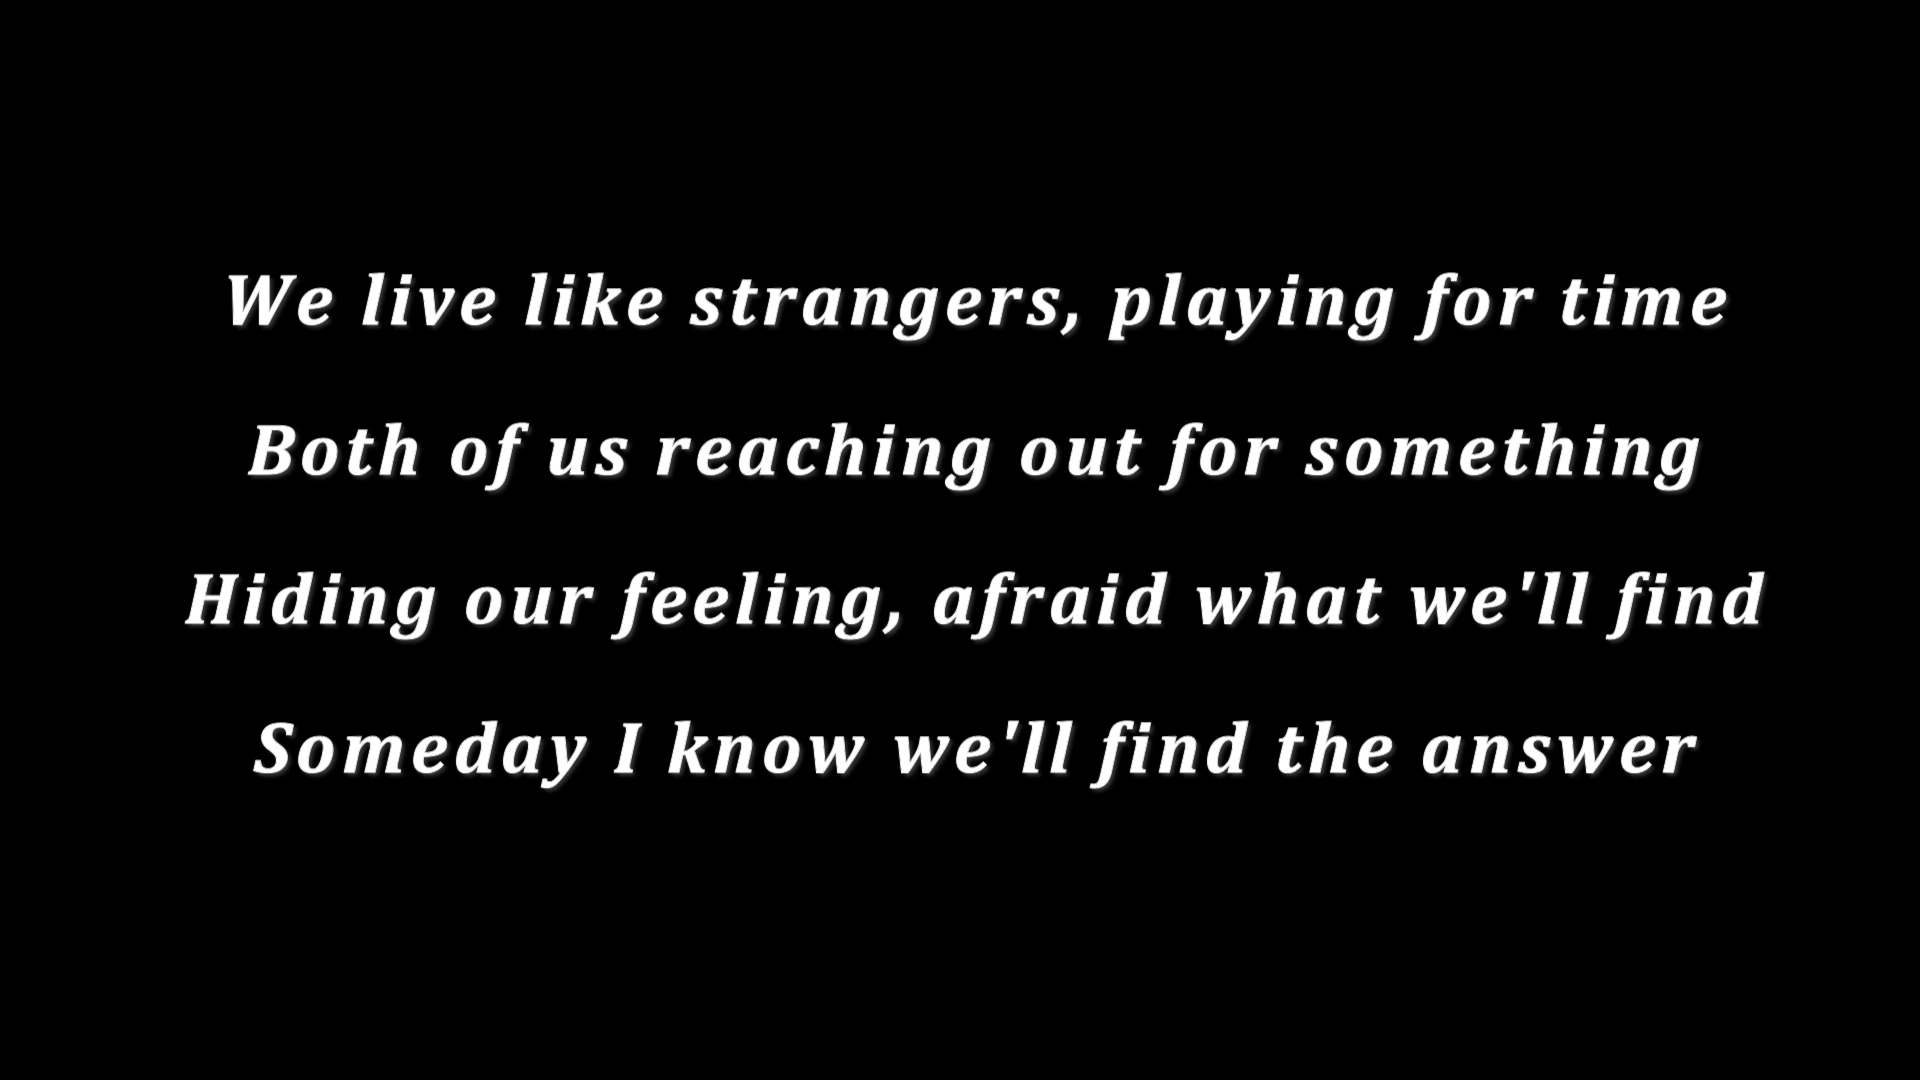 We live like strangers, playing for time
Both of us reaching out for something
Hiding our feeling, afraid what we'll find
Someday I know we'll find the answer